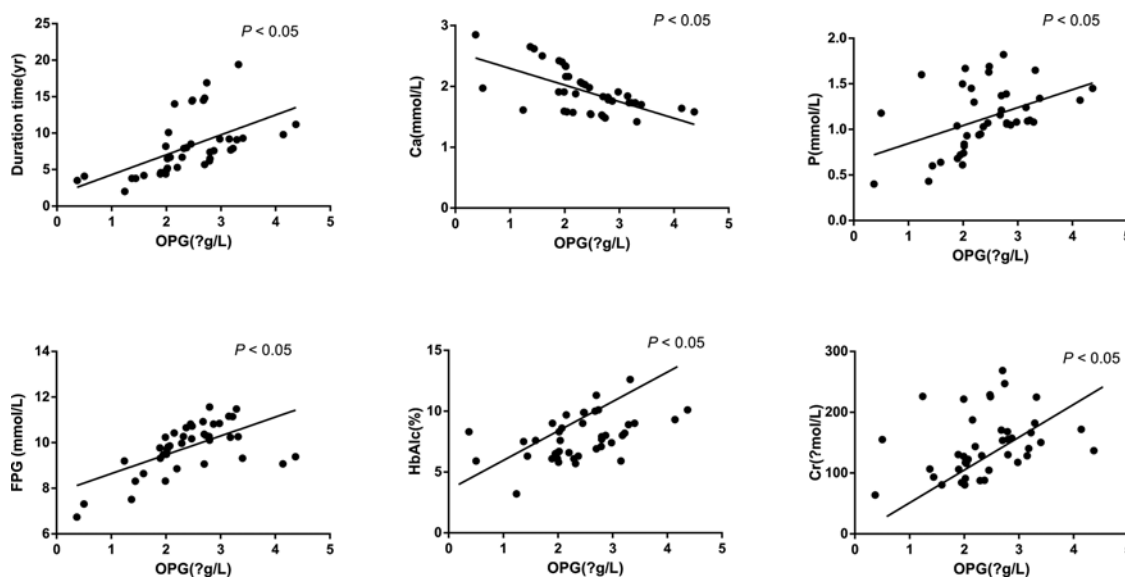 P < 0.05
Duration time(yr)
25
20
15
10
5
0
0 1 2 3 4 5
OPG(?g/L)
P < 0.05
Ca(mmol/L)
3
2
1
0
0 1 2 3 4 5
OPG(?g/L)
P < 0.05
P(mmol/L)
2.0
1.5
1.0
0.5
0.0
0 1 2 3 4 5
OPG(?g/L)
P < 0.05
FPG (mmol/L)
14
12
10
8
6
0 1 2 3 4 5
OPG(?g/L)
P < 0.05
HbAlc(%)
15
10
5
0
0 1 2 3 4 5
OPG(?g/L)
P < 0.05
Cr(?mol/L)
300
200
100
0
0 1 2 3 4 5
OPG(?g/L)